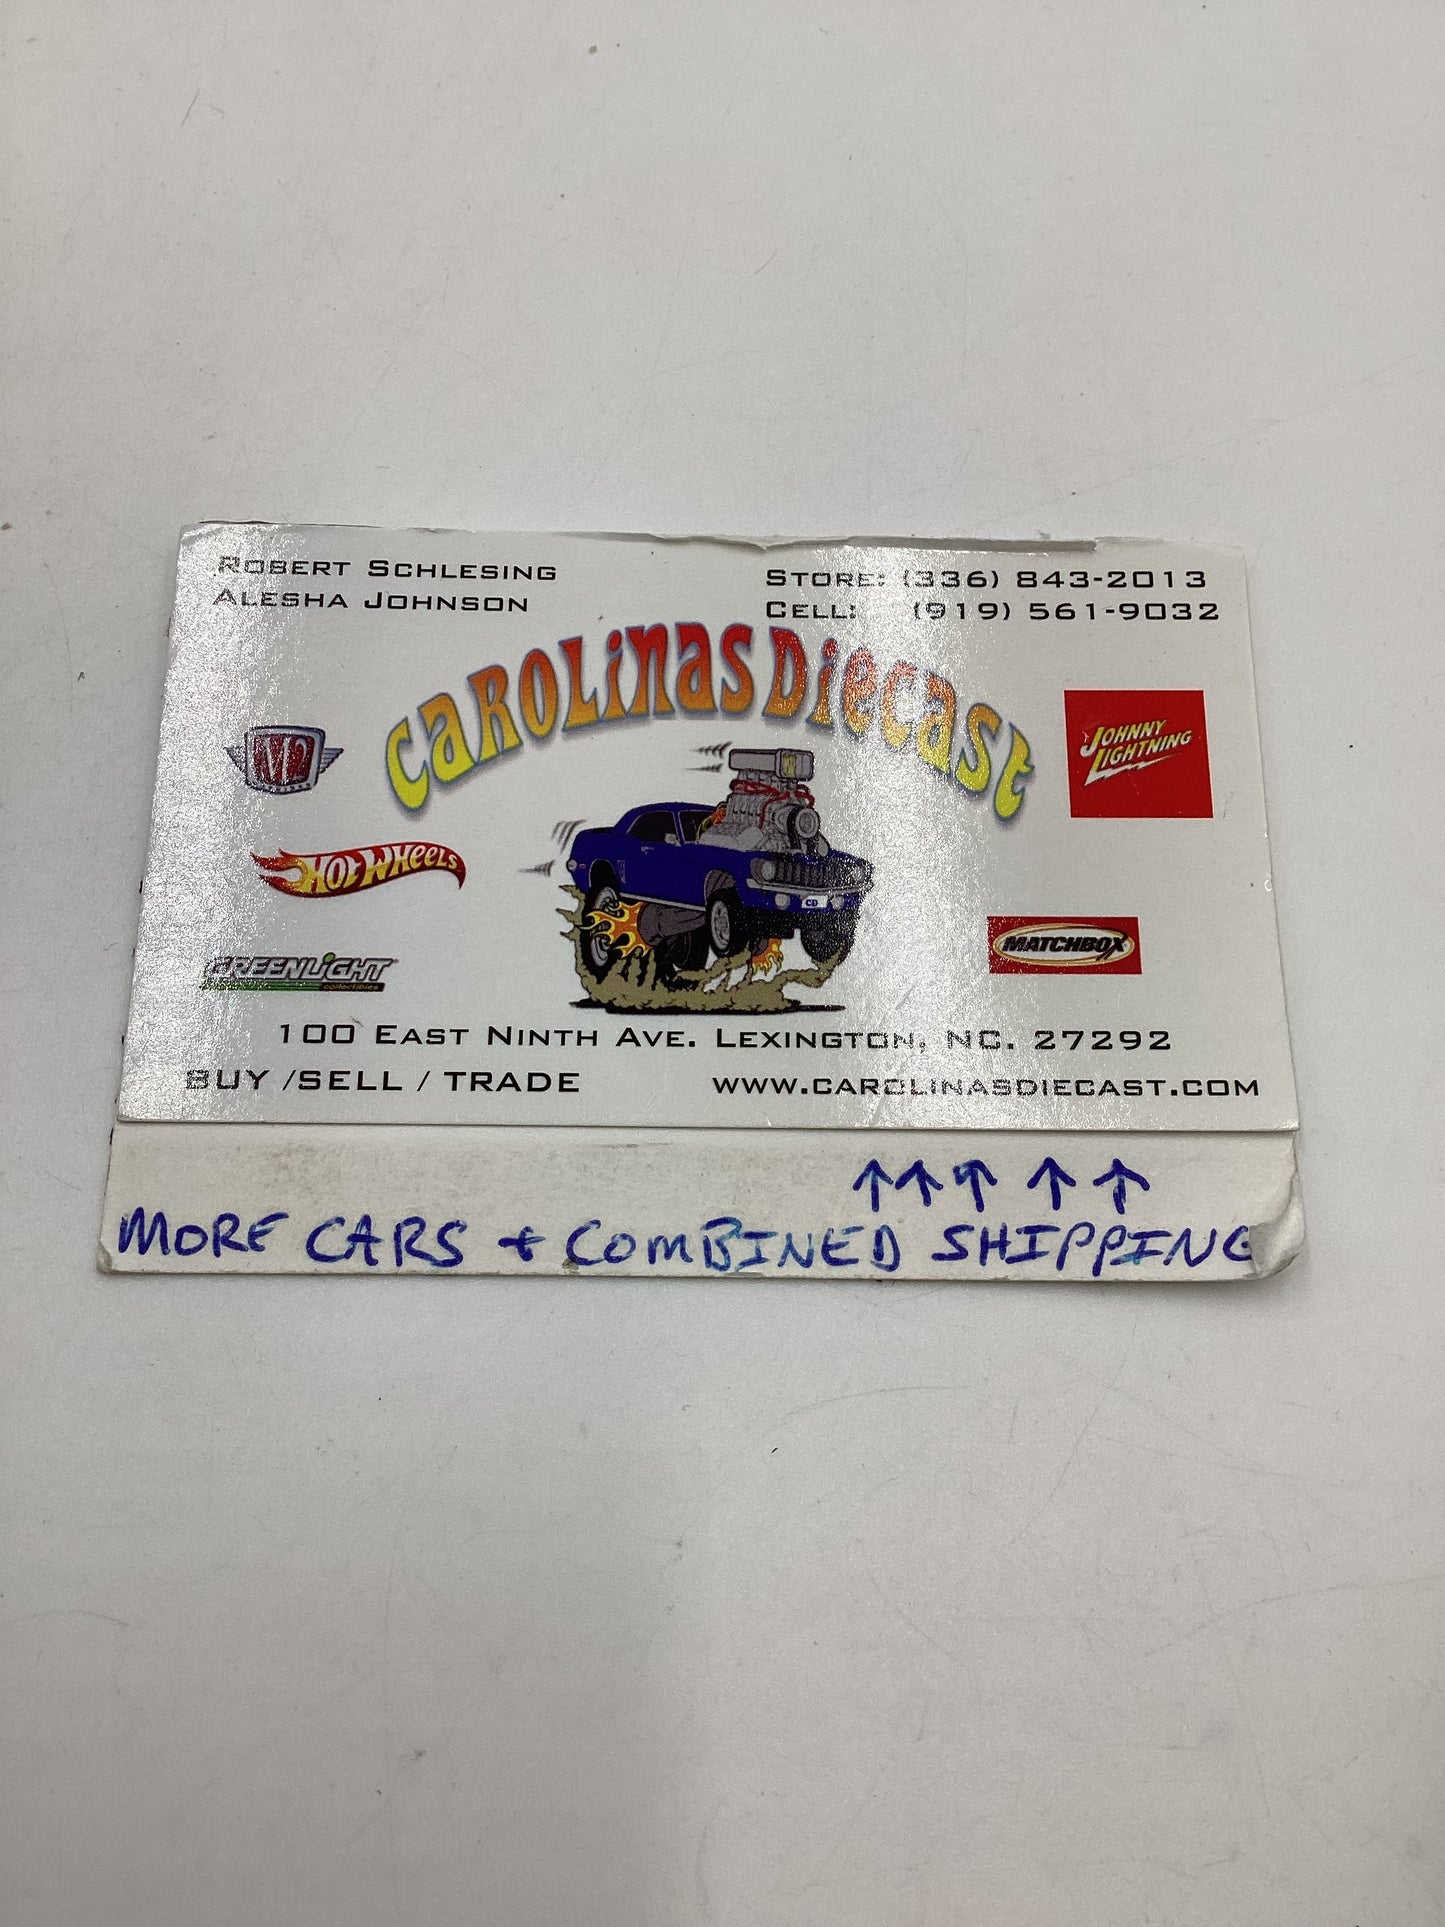 ROBERT SCHLESING
ALESHA JOHNSON
STORE: (336) 843-2013
CELL: (919) 561-9032
CAROLINAS DIECAST
M2
JOHNNY
LIGHTNING
HOT WHEELS
MATCHBOX
GREENLIGHT
collectibles
100 EAST NINTH AVE. LEXINGTON, NC. 27292
BUY /SELL / TRADE
WWW.CAROLINASDIECAST.COM
↑ ↑ ↑ ↑ ↑
MORE CARS + COMBINED SHIPPING